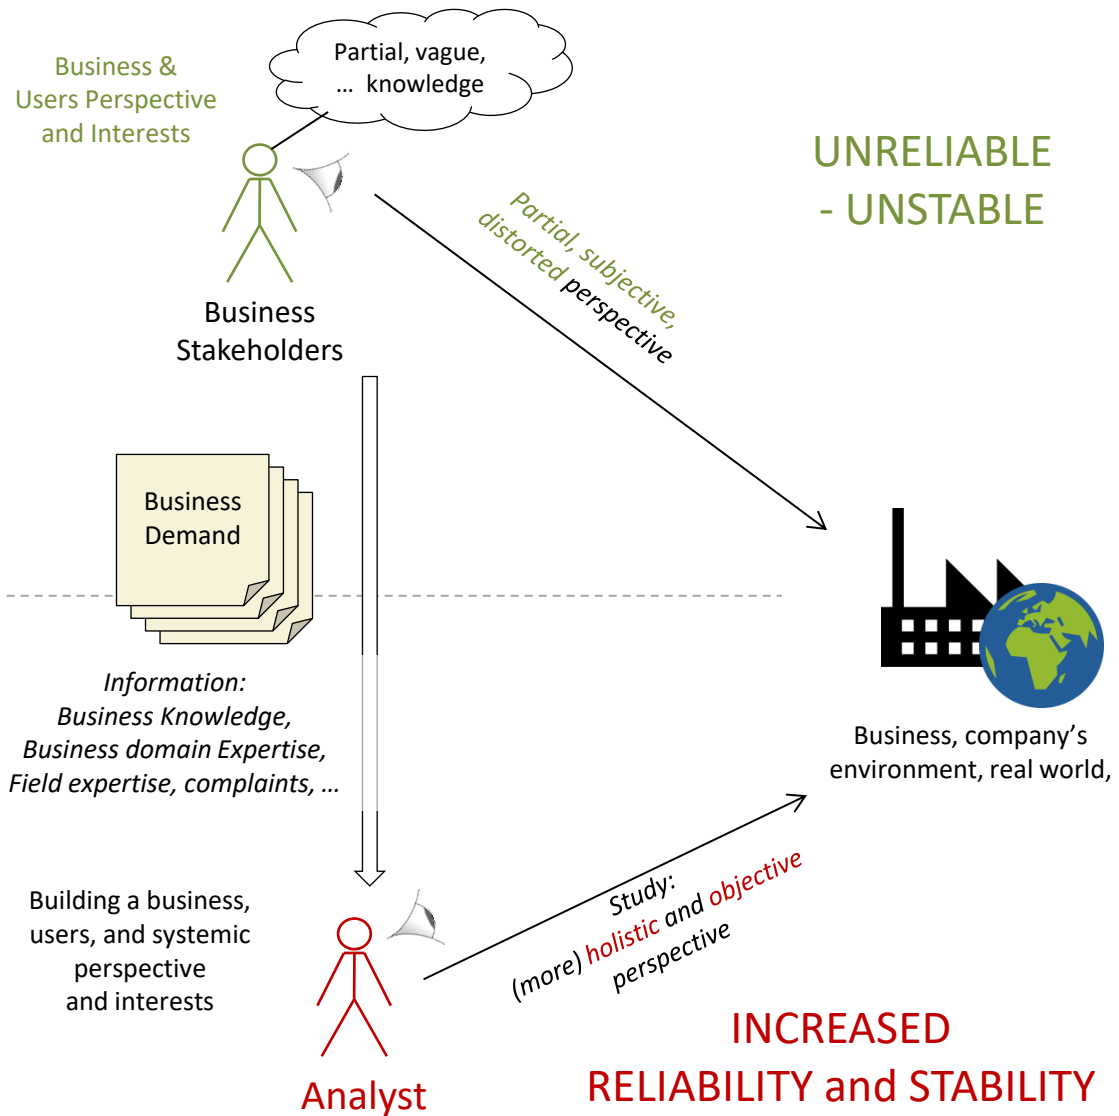 Partial, vague,
... knowledge
Business &
Users Perspective
and Interests
UNRELIABLE
- UNSTABLE
Partial, subjective,
distorted perspective
Business
Stakeholders
Business
Demand
Information:
Business Knowledge,
Business domain Expertise,
Field expertise, complaints, ...
Business, company’s
environment, real world,
Building a business,
users, and systemic
perspective
and interests
Study:
(more) holistic and objective
perspective
Analyst
INCREASED
RELIABILITY and STABILITY